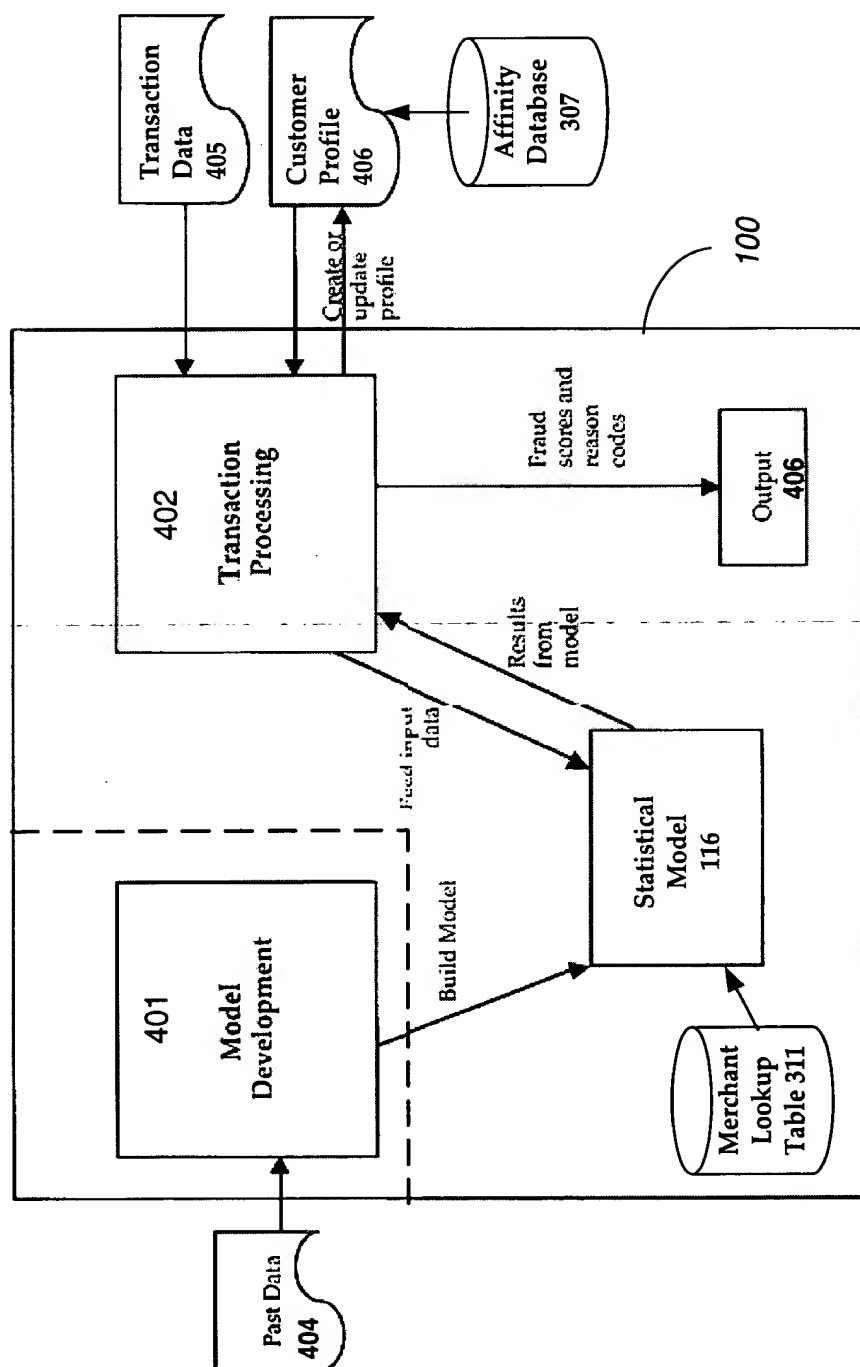 Past Data
404
401
Model
Development
Build Model
Merchant
Lookup
Table 311
Statistical
Model
116
Feed input
data
Results
from
model
402
Transaction
Processing
Fraud
scores and
reason
codes
Output
406
Create or
update
profile
Transaction
Data
405
Customer
Profile
406
Affinity
Database
307
100